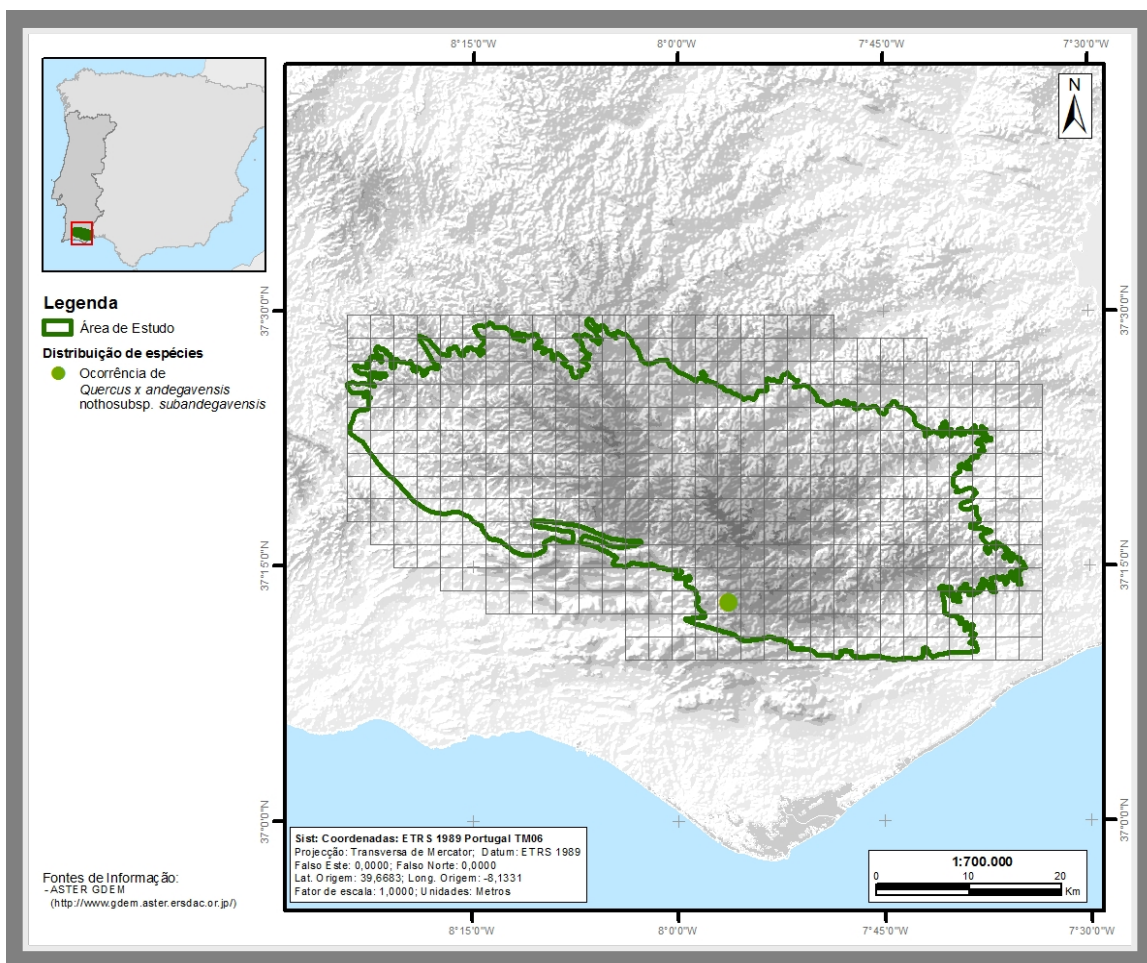 8°15'0"W
8°0'0"W
7°45'0"W
7°30'0"W
N
Legenda
Área de Estudo
Distribuição de espécies
Ocorrência de
Quercus x andegavensis
nothosubsp. subandegavensis
37°30'0"N
37°30'0"N
37°15'0"N
37°15'0"N
37°0'0"N
37°0'0"N
Sist: Coordenadas: ETRS 1989 Portugal TM06
Projecção: Transversa de Mercator; Datum: ETRS 1989
Falso Este: 0,0000; Falso Norte: 0,0000
Lat. Origem: 39,6683; Long. Origem: -8,1331
Fator de escala: 1,0000; Unidades: Metros
1:700.000
0 10 20
Km
Fontes de Informação:
-ASTER GDEM
(http://www.gdem.aster.ersdac.or.jp/)
8°15'0"W
8°0'0"W
7°45'0"W
7°30'0"W